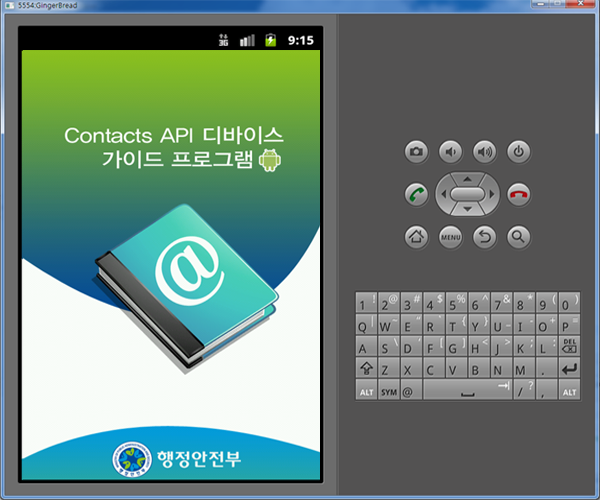 5554:GingerBread
3G
9:15
Contacts API 디바이스
가이드 프로그램
@
행정안전부
MENU
1 ! 2 @ 3 # 4 $ 5 % 6 ^ 7 & 8 * 9 ( 0 )
Q | W ~ E " R ` T { Y } U _ I - O + P =
A S \ D ' F [ G ] H < J > K ; L : DEL
Z X C V B N M .
ALT SYM @ / ? , ALT